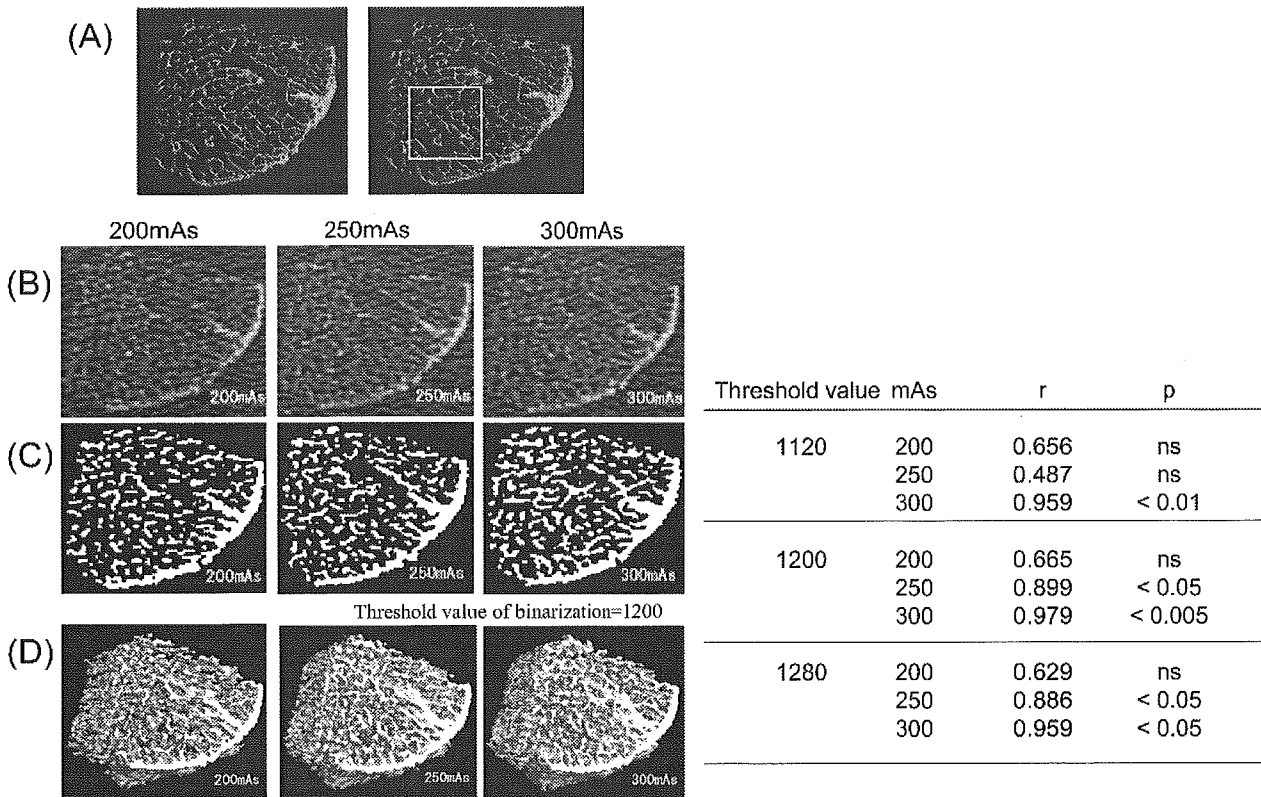 (A)
200mAs 250mAs 300mAs
(B)
200mAs 250mAs 300mAs
(C)
200mAs 250mAs 300mAs
Threshold value of binarization=1200
(D)
200mAs 250mAs 300mAs
Threshold value mAs r p
1120 200 0.656 ns
250 0.487 ns
300 0.959 < 0.01
1200 200 0.665 ns
250 0.899 < 0.05
300 0.979 < 0.005
1280 200 0.629 ns
250 0.886 < 0.05
300 0.959 < 0.05